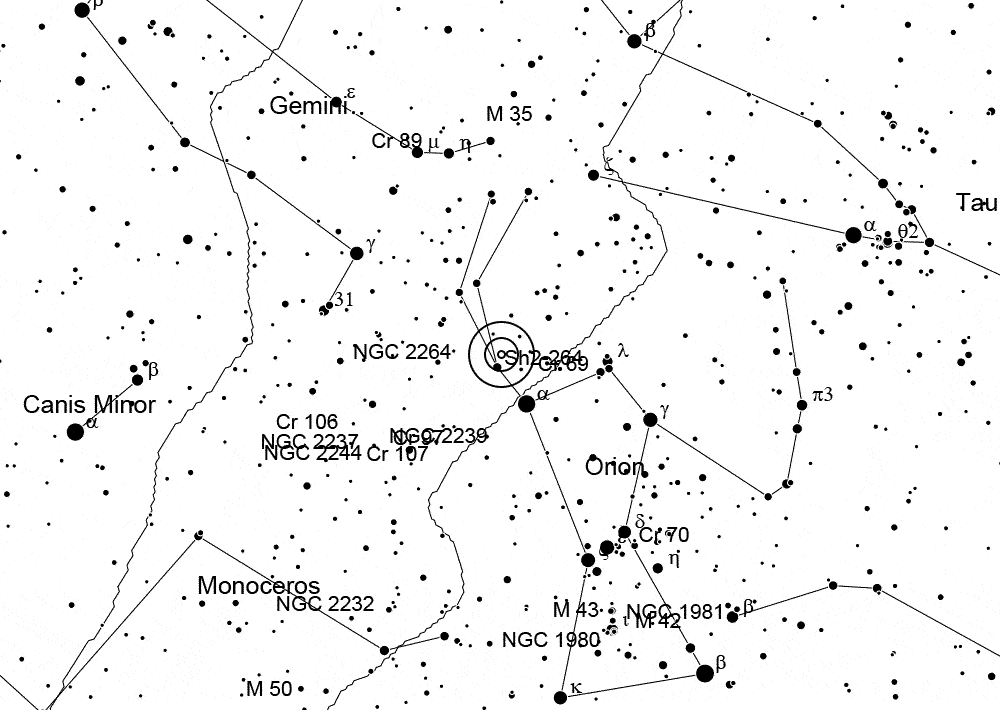 β
β
ε
Gemini
M 35
Cr 89 μ η
ζ
Tau
α θ2
γ
31
NGC 2264
Sh2-264
Cr 69
λ
β
Canis Minor
α
α
γ
π3
Cr 106
NGC 2239
NGC 2237
NGC 2244
Cr 107
Orion
δ
ε
Cr 70
ζ
η
Monoceros
NGC 2232
M 43
NGC 1981
β
ι
M 42
NGC 1980
β
κ
M 50